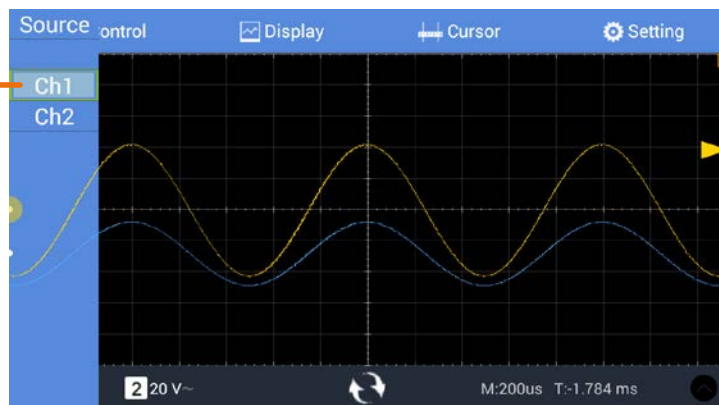 Source ontrol Display Cursor Setting
Ch1
Ch2
2 20 V~ M:200us T:-1.784 ms